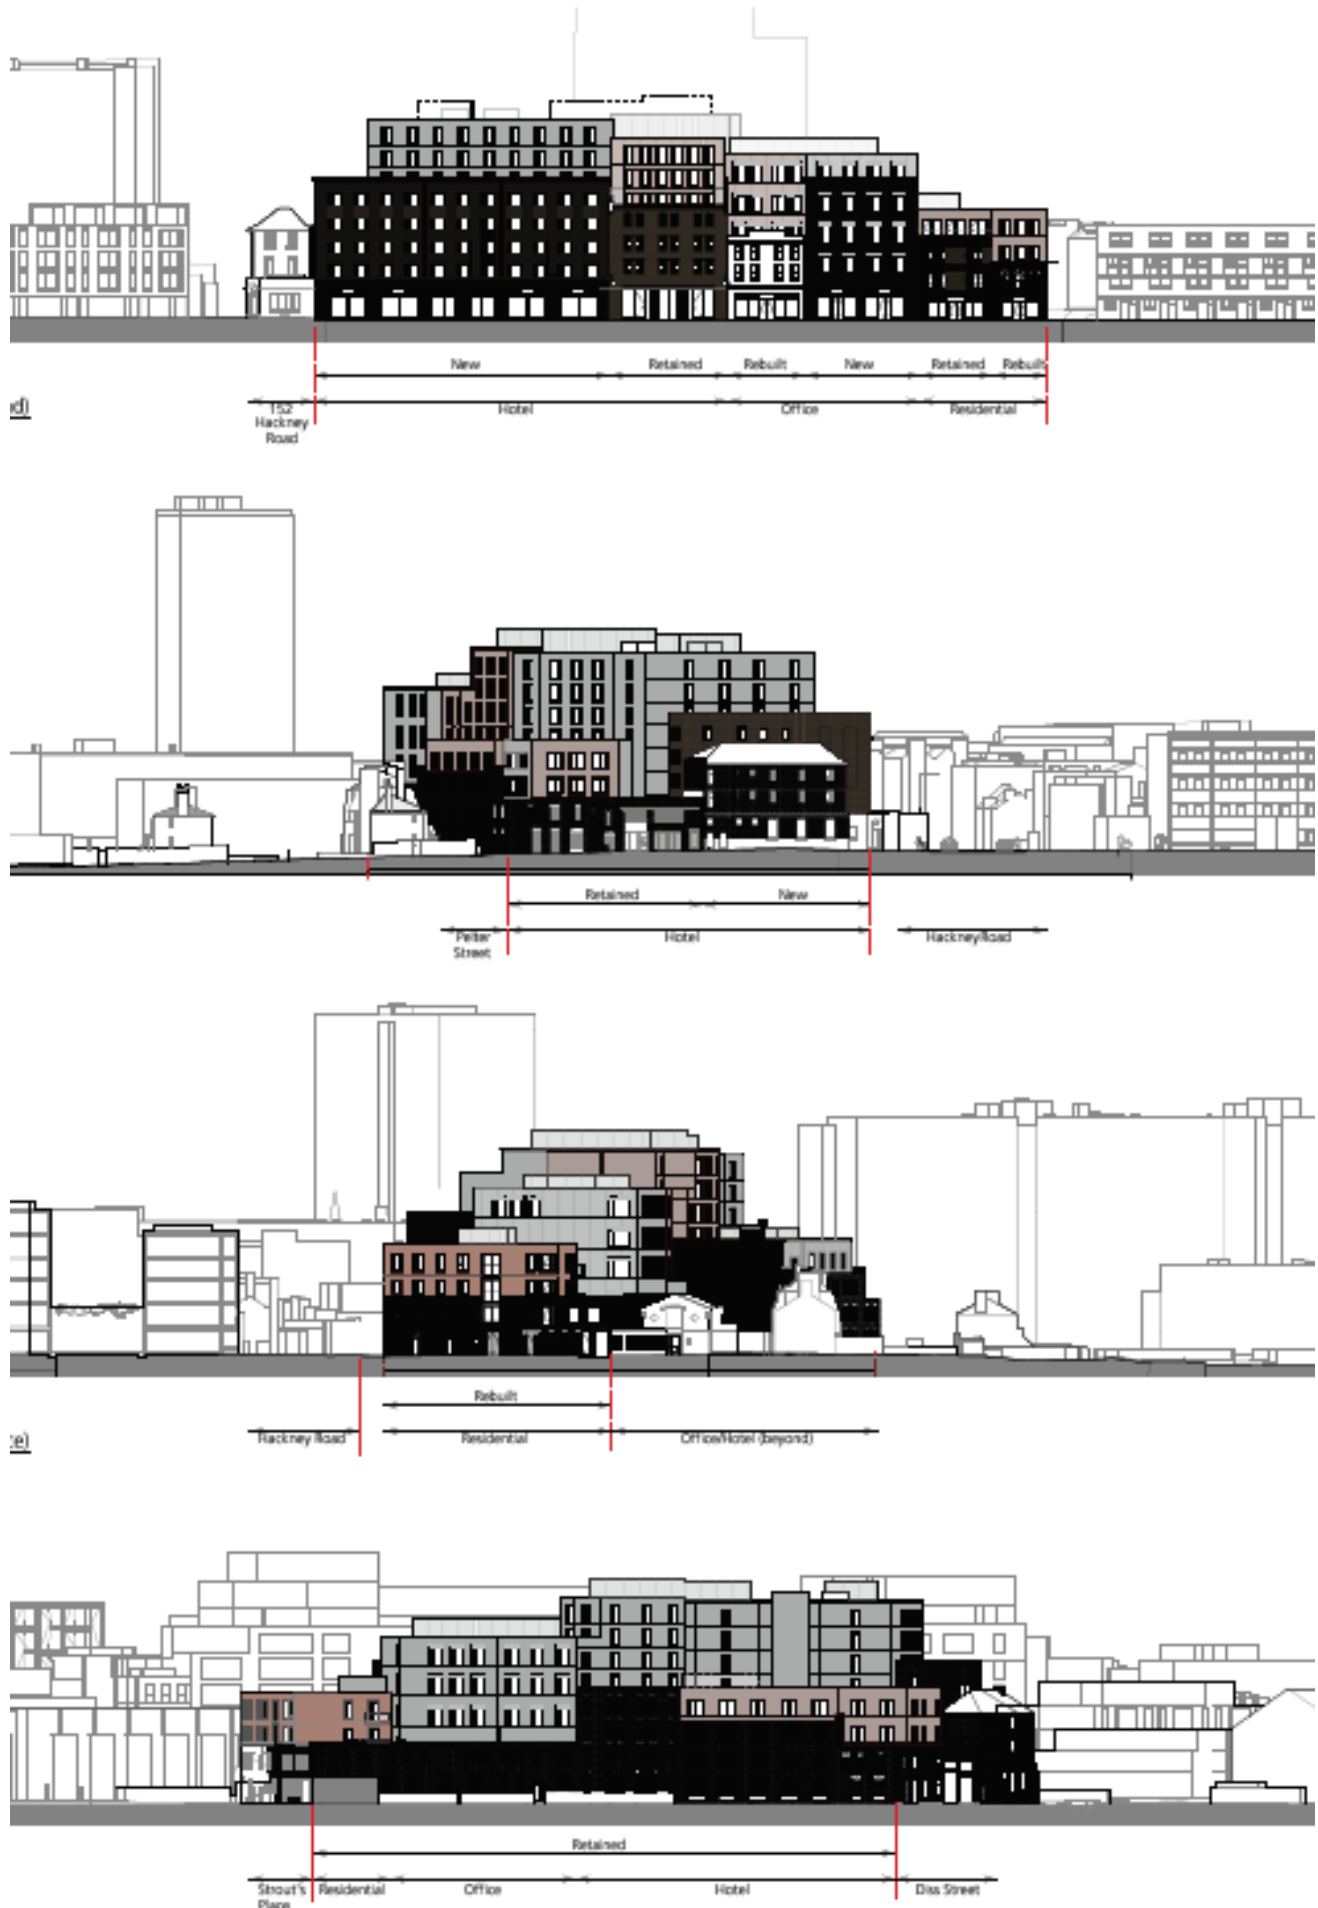 New Retained Rebuilt New Retained Rebuilt
d)
152 Hotel Office Residential
Hackney
Road
Retained New
Pelter Hotel Hackney Road
Street
Rebuilt
e)
Hackney Road Residential Office/Hotel (beyond)
Retained
Strout's Residential Office Hotel Diss Street
Place